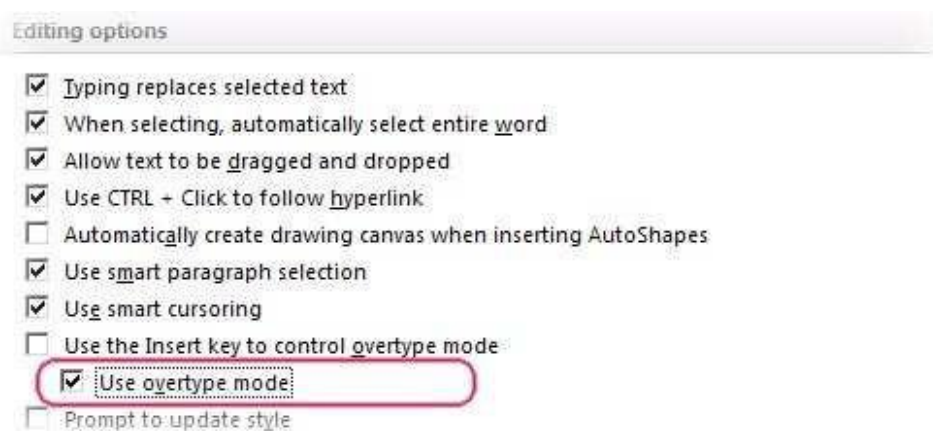 Editing options
Typing replaces selected text
When selecting, automatically select entire word
Allow text to be dragged and dropped
Use CTRL + Click to follow hyperlink
Automatically create drawing canvas when inserting AutoShapes
Use smart paragraph selection
Use smart cursoring
Use the Insert key to control overtype mode
Use overtype mode
Prompt to update style